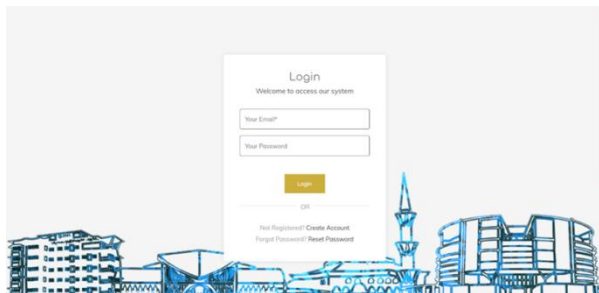 Login
Welcome to access our system
Your Email*
Your Password
Login
OR
Not Registered? Create Account
Forgot Password? Reset Password